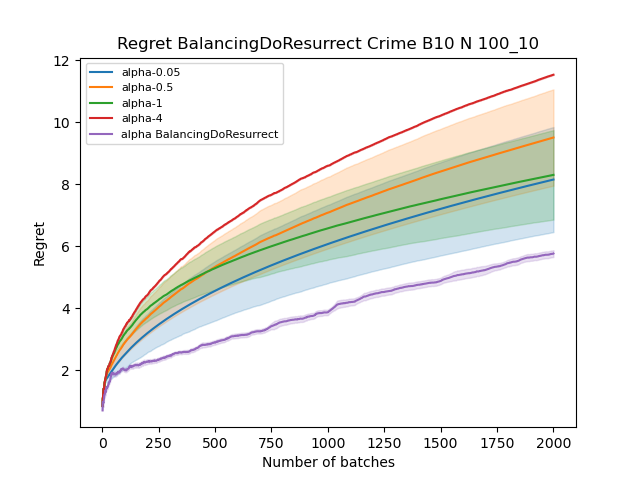 Regret BalancingDoResurrect Crime B10 N 100_10
12
10
8
6
4
2
Regret
alpha-0.05
alpha-0.5
alpha-1
alpha-4
alpha BalancingDoResurrect
0 250 500 750 1000 1250 1500 1750 2000
Number of batches